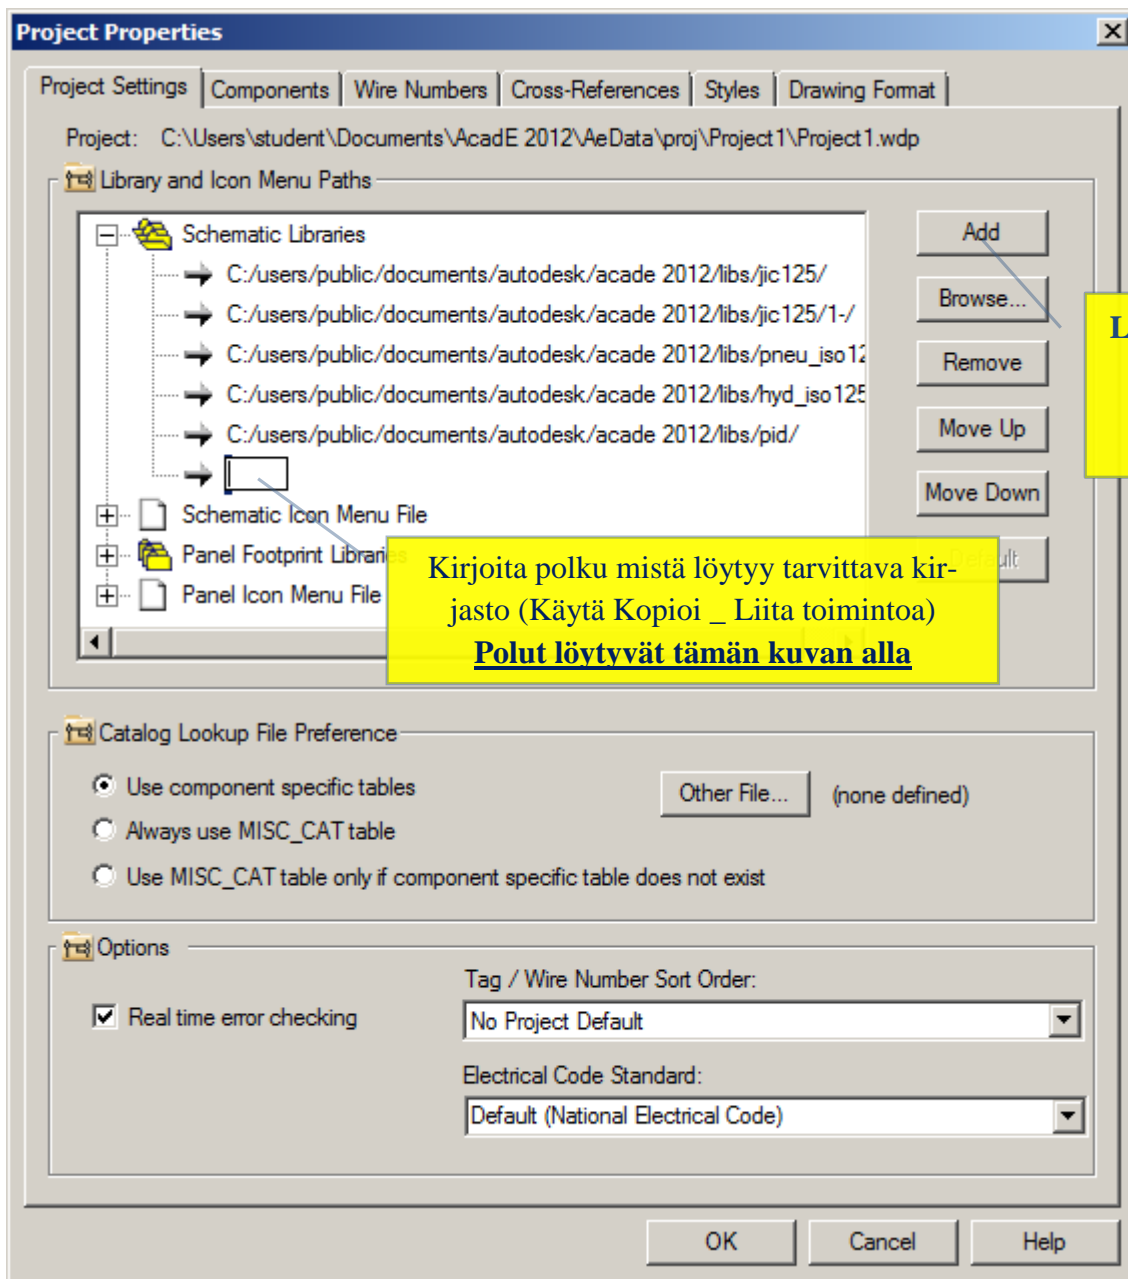 Project Properties
Project Settings Components Wire Numbers Cross-References Styles Drawing Format
Project: C:\Users\student\Documents\AcadE 2012\AeData\proj\Project1\Project1.wdp
Library and Icon Menu Paths
Schematic Libraries
C:/users/public/documents/autodesk/acade 2012/libs/jic125/
C:/users/public/documents/autodesk/acade 2012/libs/jic125/1-/
C:/users/public/documents/autodesk/acade 2012/libs/pneu_iso12
C:/users/public/documents/autodesk/acade 2012/libs/hyd_iso125
C:/users/public/documents/autodesk/acade 2012/libs/pid/
Schematic Icon Menu File
Panel Footprint Libraries
Panel Icon Menu File
Add
Browse...
Remove
Move Up
Move Down
L
Kirjoita polku mistä löytyy tarvittava kir-
jasto (Käytä Kopioi _ Liita toimintoa)
Polut löytyvät tämän kuvan alla
Catalog Lookup File Preference
Use component specific tables
Always use MISC_CAT table
Use MISC_CAT table only if component specific table does not exist
Other File... (none defined)
Options
Real time error checking
Tag / Wire Number Sort Order:
No Project Default
Electrical Code Standard:
Default (National Electrical Code)
OK Cancel Help